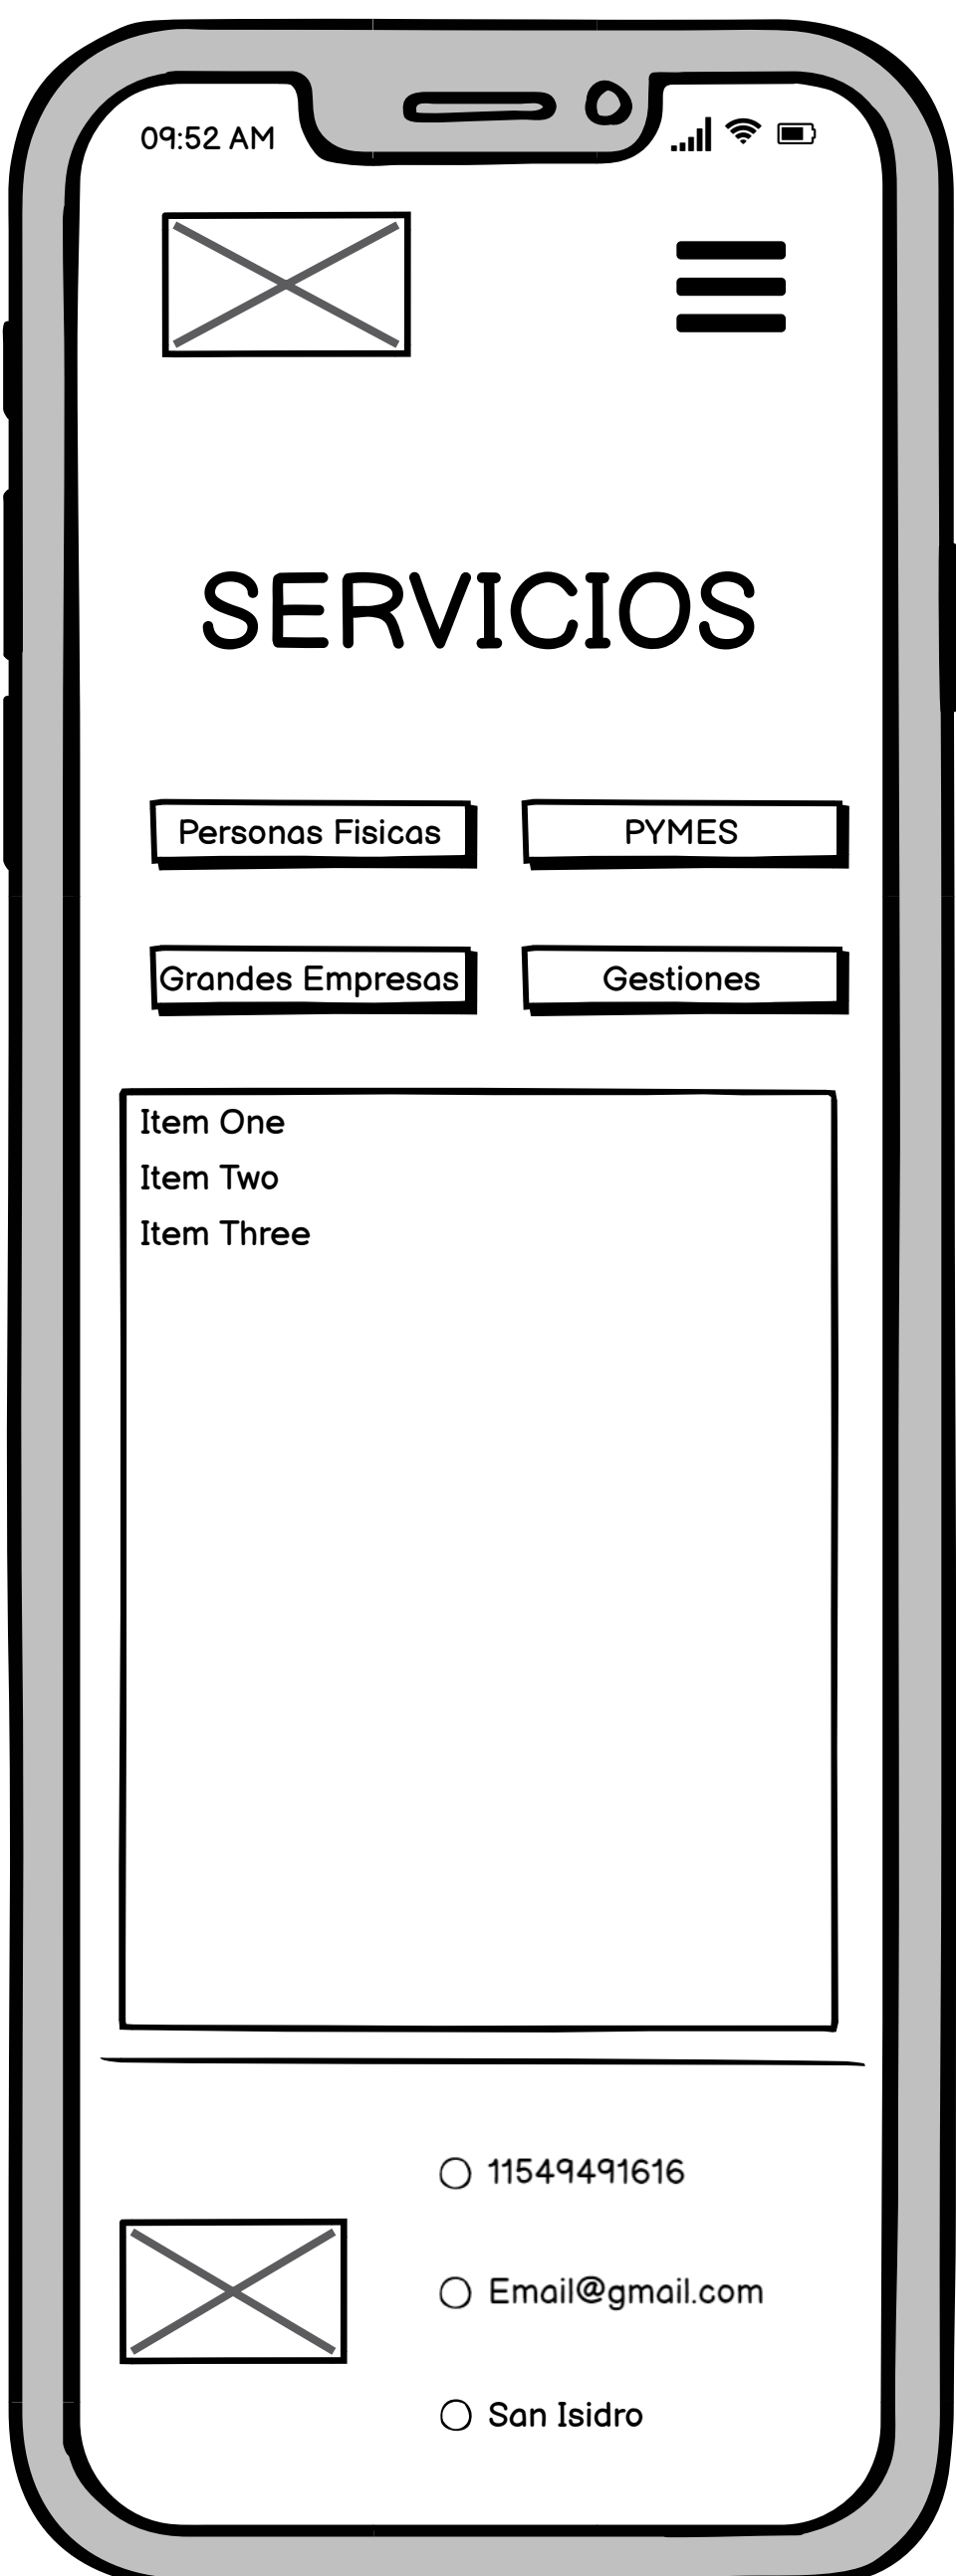 09:52 AM
SERVICIOS
Personas Fisicas
PYMES
Grandes Empresas
Gestiones
Item One
Item Two
Item Three
11549491616
Email@gmail.com
San Isidro